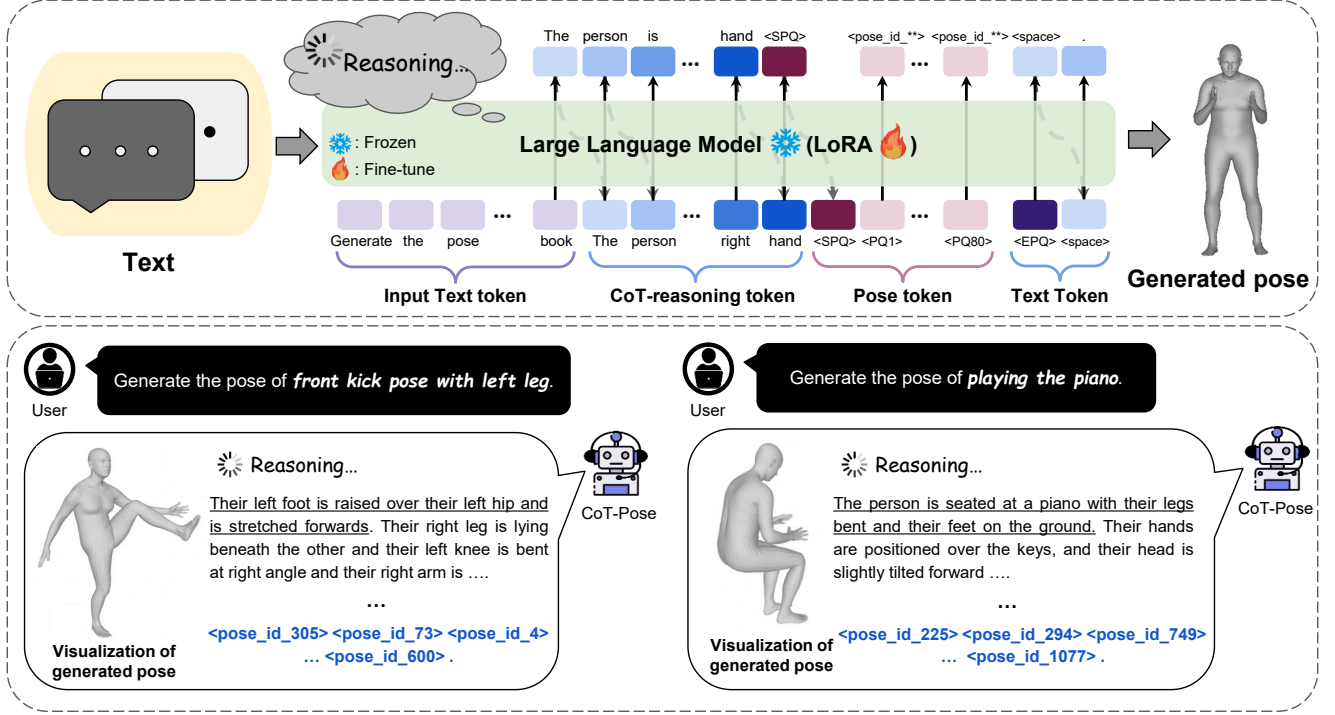 Text
Reasoning…
The person is ... hand <SPQ> <pose_id_**> ... <pose_id_**> <space> .
: Frozen
: Fine-tune
Large Language Model (LoRA )
Generate the pose ... book The person ... right hand <SPQ> <PQ1> ... <PQ80> <EPQ> <space>
Input Text token
CoT-reasoning token
Pose token
Text Token
Generated pose
User
Generate the pose of front kick pose with left leg.
CoT-Pose
Reasoning…
Their left foot is raised over their left hip and
is stretched forwards. Their right leg is lying
beneath the other and their left knee is bent
at right angle and their right arm is ….
...
<pose_id_305> <pose_id_73> <pose_id_4>
… <pose_id_600> .
Visualization of
generated pose
User
Generate the pose of playing the piano.
CoT-Pose
Reasoning…
The person is seated at a piano with their legs
bent and their feet on the ground. Their hands
are positioned over the keys, and their head is
slightly tilted forward ….
...
<pose_id_225> <pose_id_294> <pose_id_749>
… <pose_id_1077> .
Visualization of
generated pose